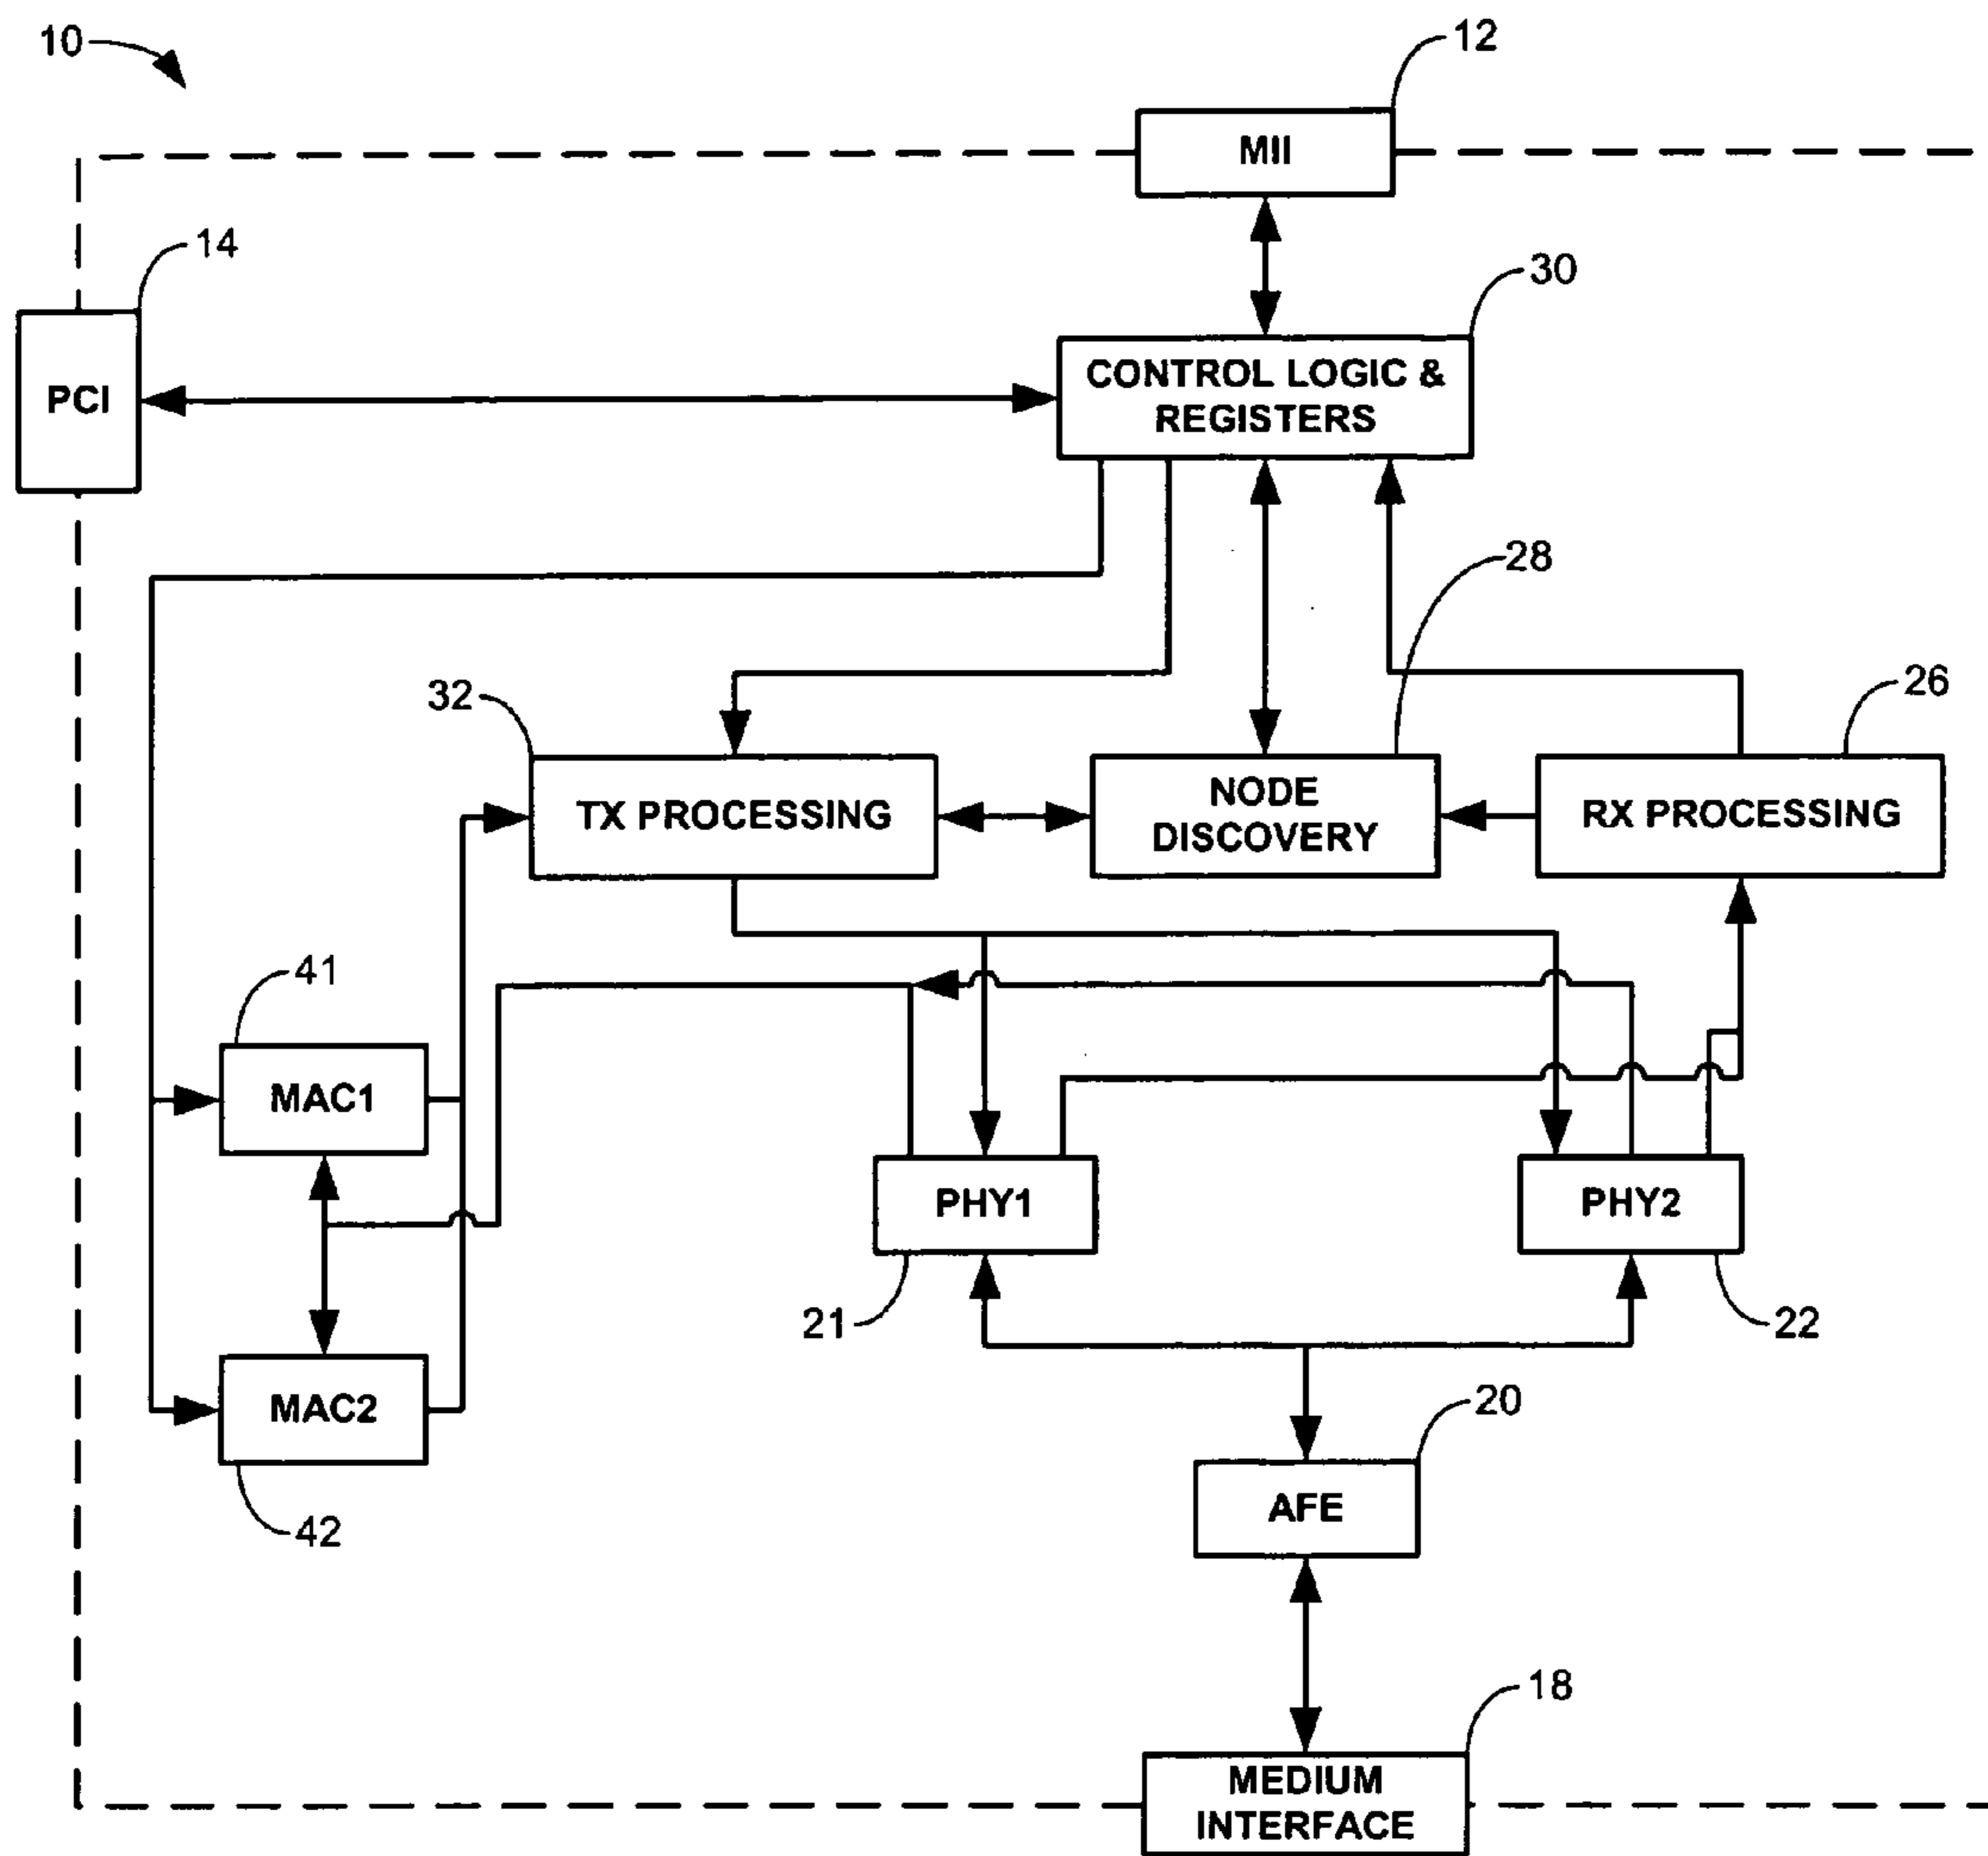 10
12
MII
14
30
PCI
CONTROL LOGIC &
REGISTERS
28
32
26
TX PROCESSING
NODE
DISCOVERY
RX PROCESSING
41
MAC1
PHY1
PHY2
21
22
MAC2
20
AFE
42
18
MEDIUM
INTERFACE